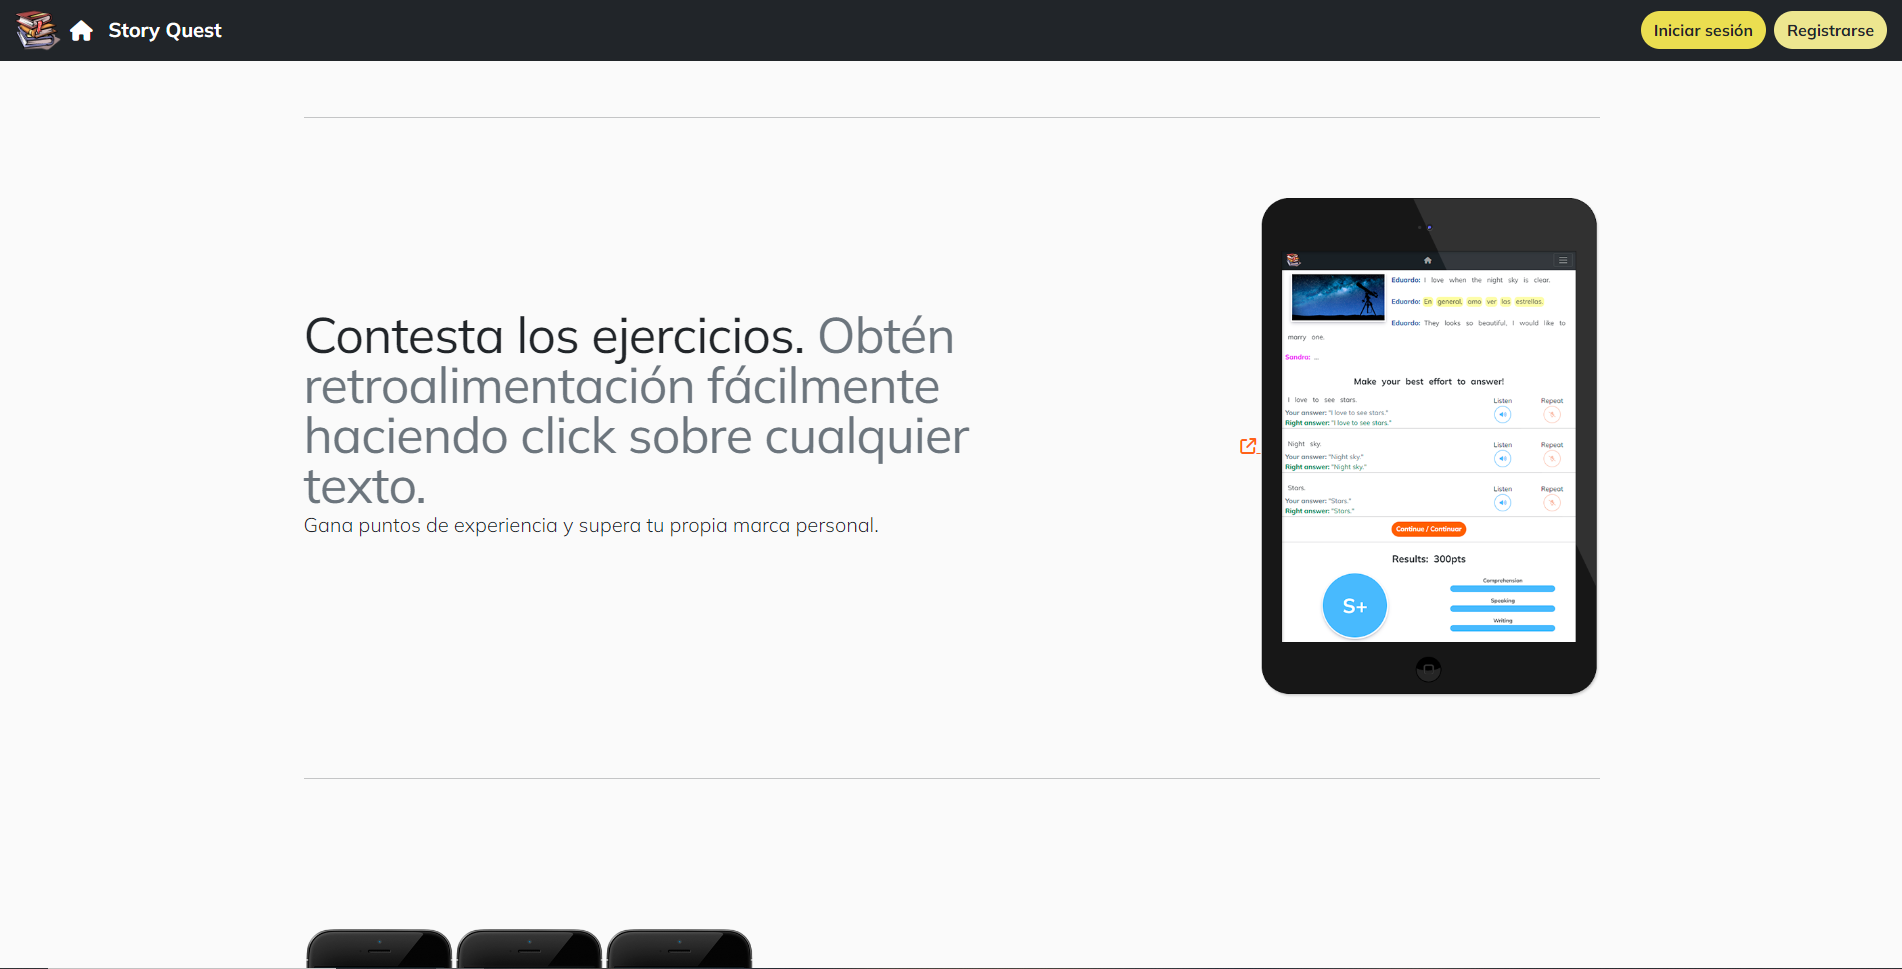 Story Quest
Iniciar sesión
Registrarse
Contesta los ejercicios. Obtén
retroalimentación fácilmente
haciendo click sobre cualquier
texto.
Gana puntos de experiencia y supera tu propia marca personal.
Eduardo: I love when the night sky is clear.
Eduardo: En general, amo ver las estrellas.
Eduardo: They looks so beautiful, I would like to
marry one.
Sandra: ...
Make your best effort to answer!
I love to see stars.
Listen
Repeat
Your answer: "I love to see stars."
Right answer: "I love to see stars."
Night sky.
Listen
Repeat
Your answer: "Night sky."
Right answer: "Night sky."
Stars.
Listen
Repeat
Your answer: "Stars."
Right answer: "Stars."
Continue / Continuar
Results: 300pts
S+
Comprehension
Speaking
Writing